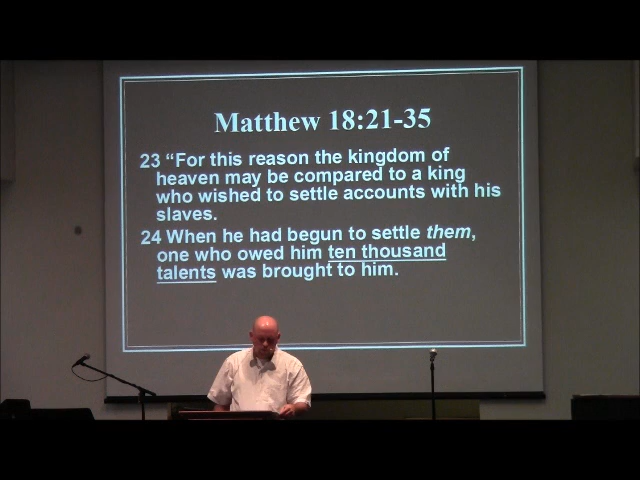 Matthew 18:21-35
23 “For this reason the kingdom of
heaven may be compared to a king
who wished to settle accounts with his
slaves.
24 When he had begun to settle them,
one who owed him ten thousand
talents was brought to him.